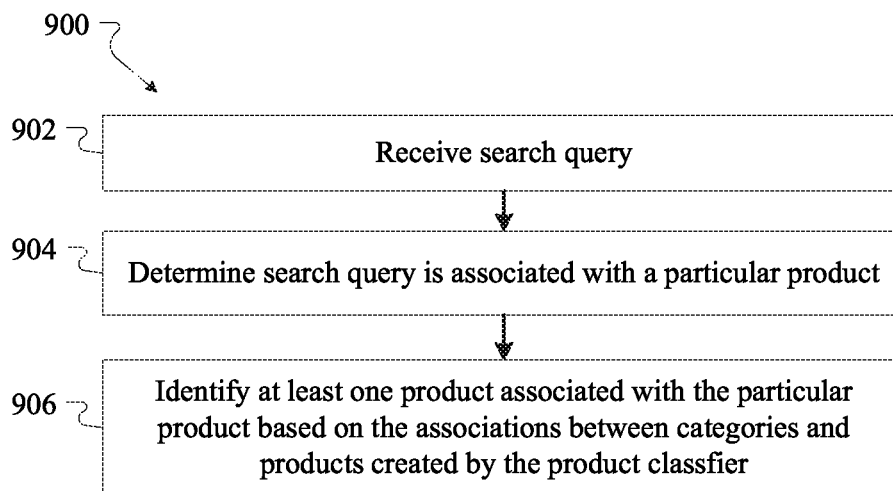 900
902
Receive search query
904
Determine search query is associated with a particular product
906
Identify at least one product associated with the particular
product based on the associations between categories and
products created by the product classfier